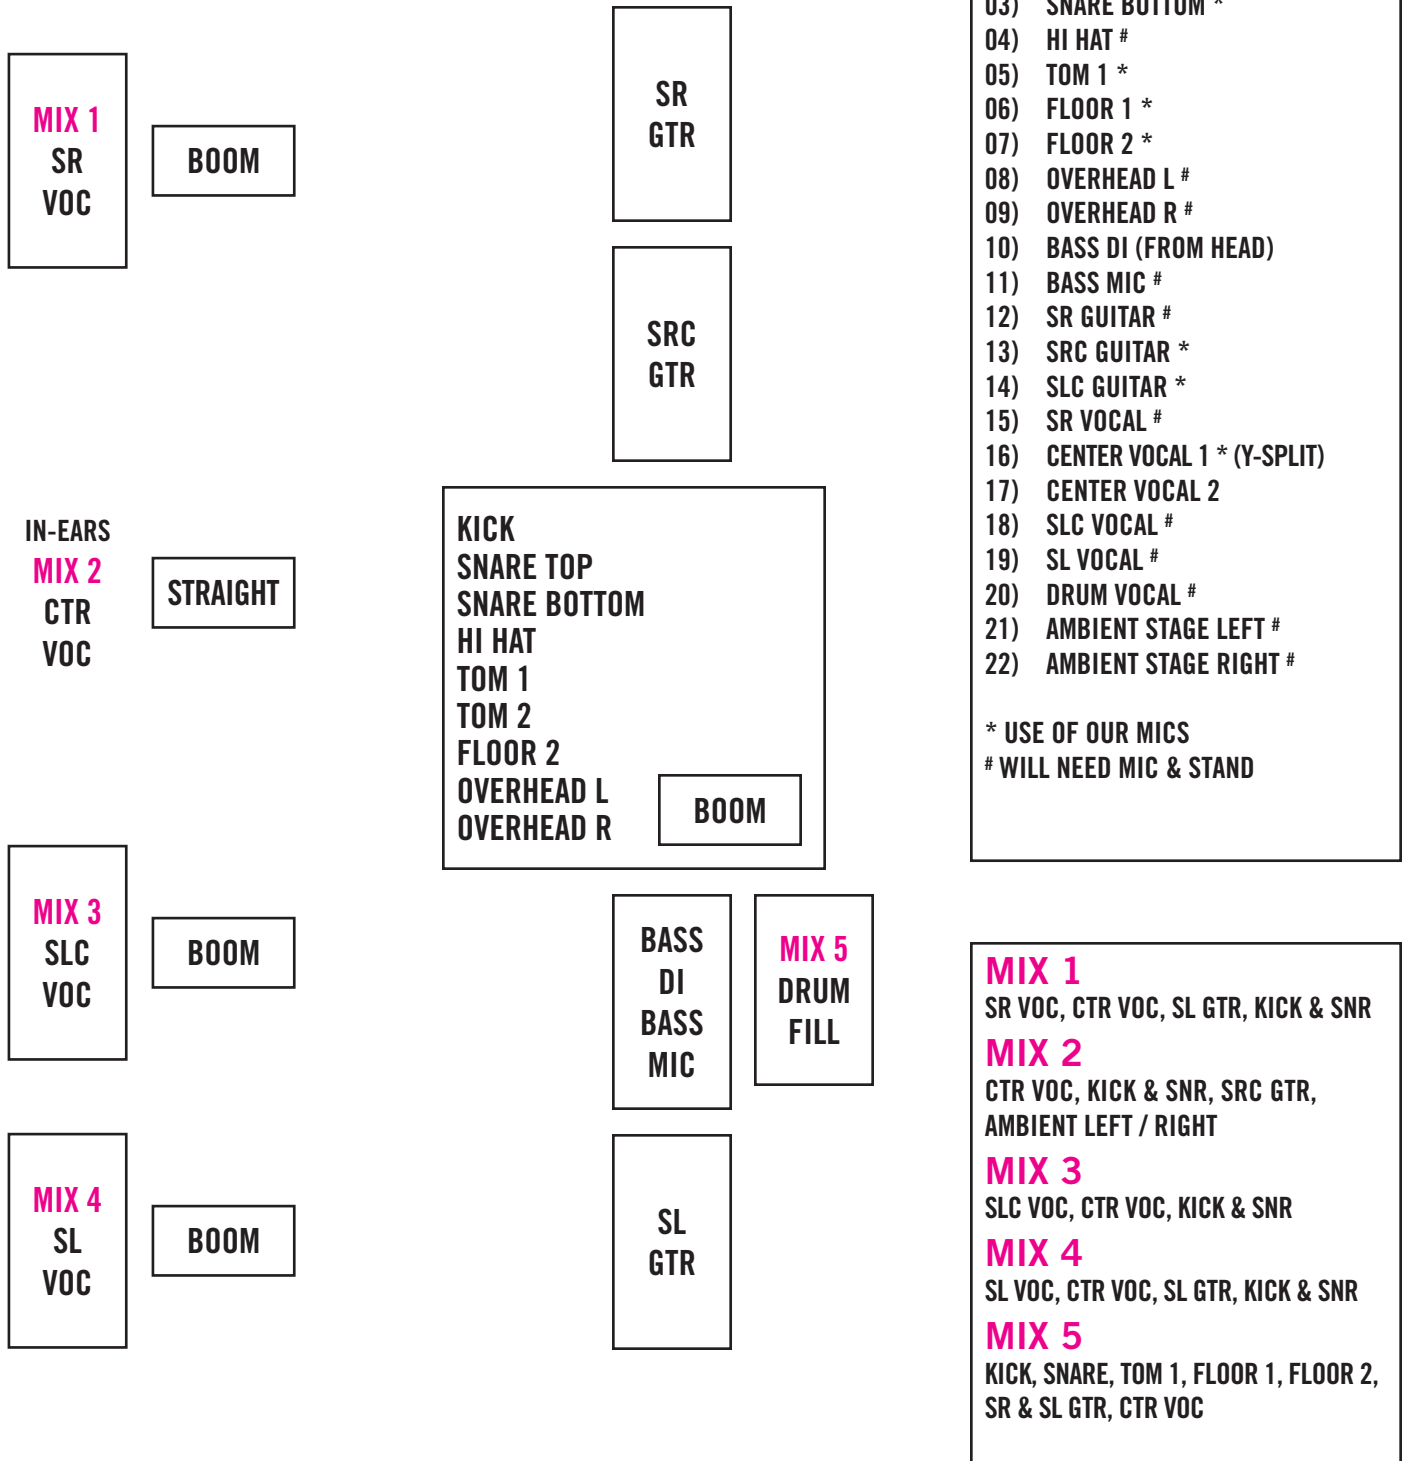 MIX 1
SR
VOC
BOOM
SR
GTR
SRC
GTR
IN-EARS
MIX 2
CTR
VOC
STRAIGHT
KICK
SNARE TOP
SNARE BOTTOM
HI HAT
TOM 1
TOM 2
FLOOR 2
OVERHEAD L
OVERHEAD R
BOOM
MIX 3
SLC
VOC
BOOM
BASS
DI
BASS
MIC
MIX 5
DRUM
FILL
MIX 4
SL
VOC
BOOM
SL
GTR
03) SNARE BOTTOM *
04) HI HAT #
05) TOM 1 *
06) FLOOR 1 *
07) FLOOR 2 *
08) OVERHEAD L #
09) OVERHEAD R #
10) BASS DI (FROM HEAD)
11) BASS MIC #
12) SR GUITAR #
13) SRC GUITAR *
14) SLC GUITAR *
15) SR VOCAL #
16) CENTER VOCAL 1 * (Y-SPLIT)
17) CENTER VOCAL 2
18) SLC VOCAL #
19) SL VOCAL #
20) DRUM VOCAL #
21) AMBIENT STAGE LEFT #
22) AMBIENT STAGE RIGHT #
* USE OF OUR MICS
# WILL NEED MIC & STAND
MIX 1
SR VOC, CTR VOC, SL GTR, KICK & SNR
MIX 2
CTR VOC, KICK & SNR, SRC GTR,
AMBIENT LEFT / RIGHT
MIX 3
SLC VOC, CTR VOC, KICK & SNR
MIX 4
SL VOC, CTR VOC, SL GTR, KICK & SNR
MIX 5
KICK, SNARE, TOM 1, FLOOR 1, FLOOR 2,
SR & SL GTR, CTR VOC